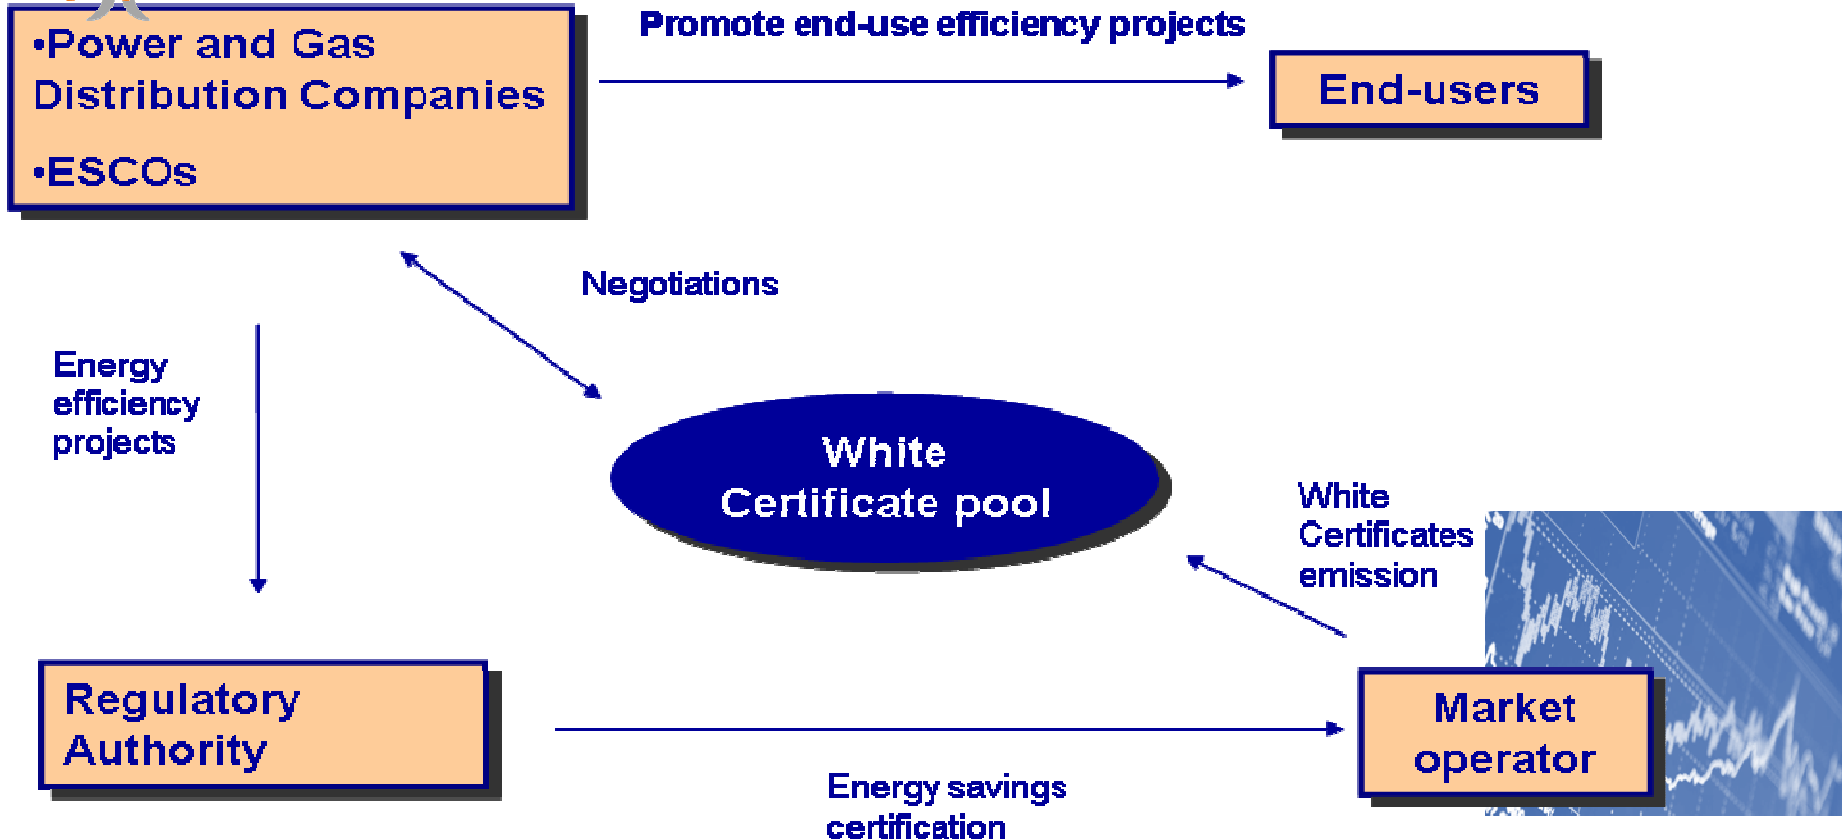 Promote end-use efficiency projects
•Power and Gas
Distribution Companies
•ESCOs
End-users
Negotiations
Energy
efficiency
projects
White
Certificate pool
White
Certificates
emission
Regulatory
Authority
Market
operator
Energy savings
certification